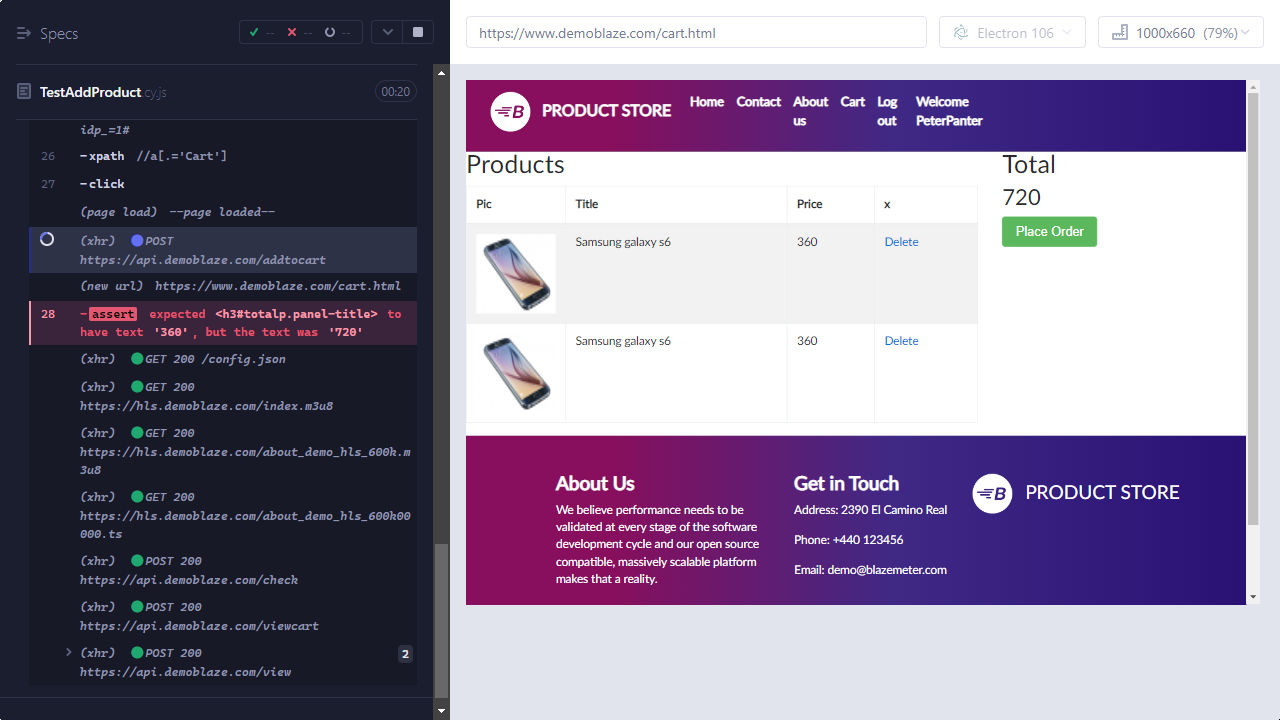 Specs
-- -- --
TestAddProduct cy.js
00:20
idp_=1#
26 -xpath //a[.='Cart']
27 -click
(page load) --page loaded--
(xhr) POST
https://api.demoblaze.com/addtocart
(new url) https://www.demoblaze.com/cart.html
28 -assert expected <h3#totalp.panel-title> to
have text '360', but the text was '720'
(xhr) GET 200 /config.json
(xhr) GET 200
https://hls.demoblaze.com/index.m3u8
(xhr) GET 200
https://hls.demoblaze.com/about_demo_hls_600k.m
3u8
(xhr) GET 200
https://hls.demoblaze.com/about_demo_hls_600k00
000.ts
(xhr) POST 200
https://api.demoblaze.com/check
(xhr) POST 200
https://api.demoblaze.com/viewcart
(xhr) POST 200 2
https://api.demoblaze.com/view
https://www.demoblaze.com/cart.html
Electron 106
1000x660 (79%)
B PRODUCT STORE
Home
Contact
About
us
Cart
Log
out
Welcome
PeterPanter
Products
Pic Title Price x
Samsung galaxy s6 360 Delete
Samsung galaxy s6 360 Delete
Total
720
Place Order
About Us
We believe performance needs to be
validated at every stage of the software
development cycle and our open source
compatible, massively scalable platform
makes that a reality.
Get in Touch
Address: 2390 El Camino Real
Phone: +440 123456
Email: demo@blazemeter.com
B PRODUCT STORE